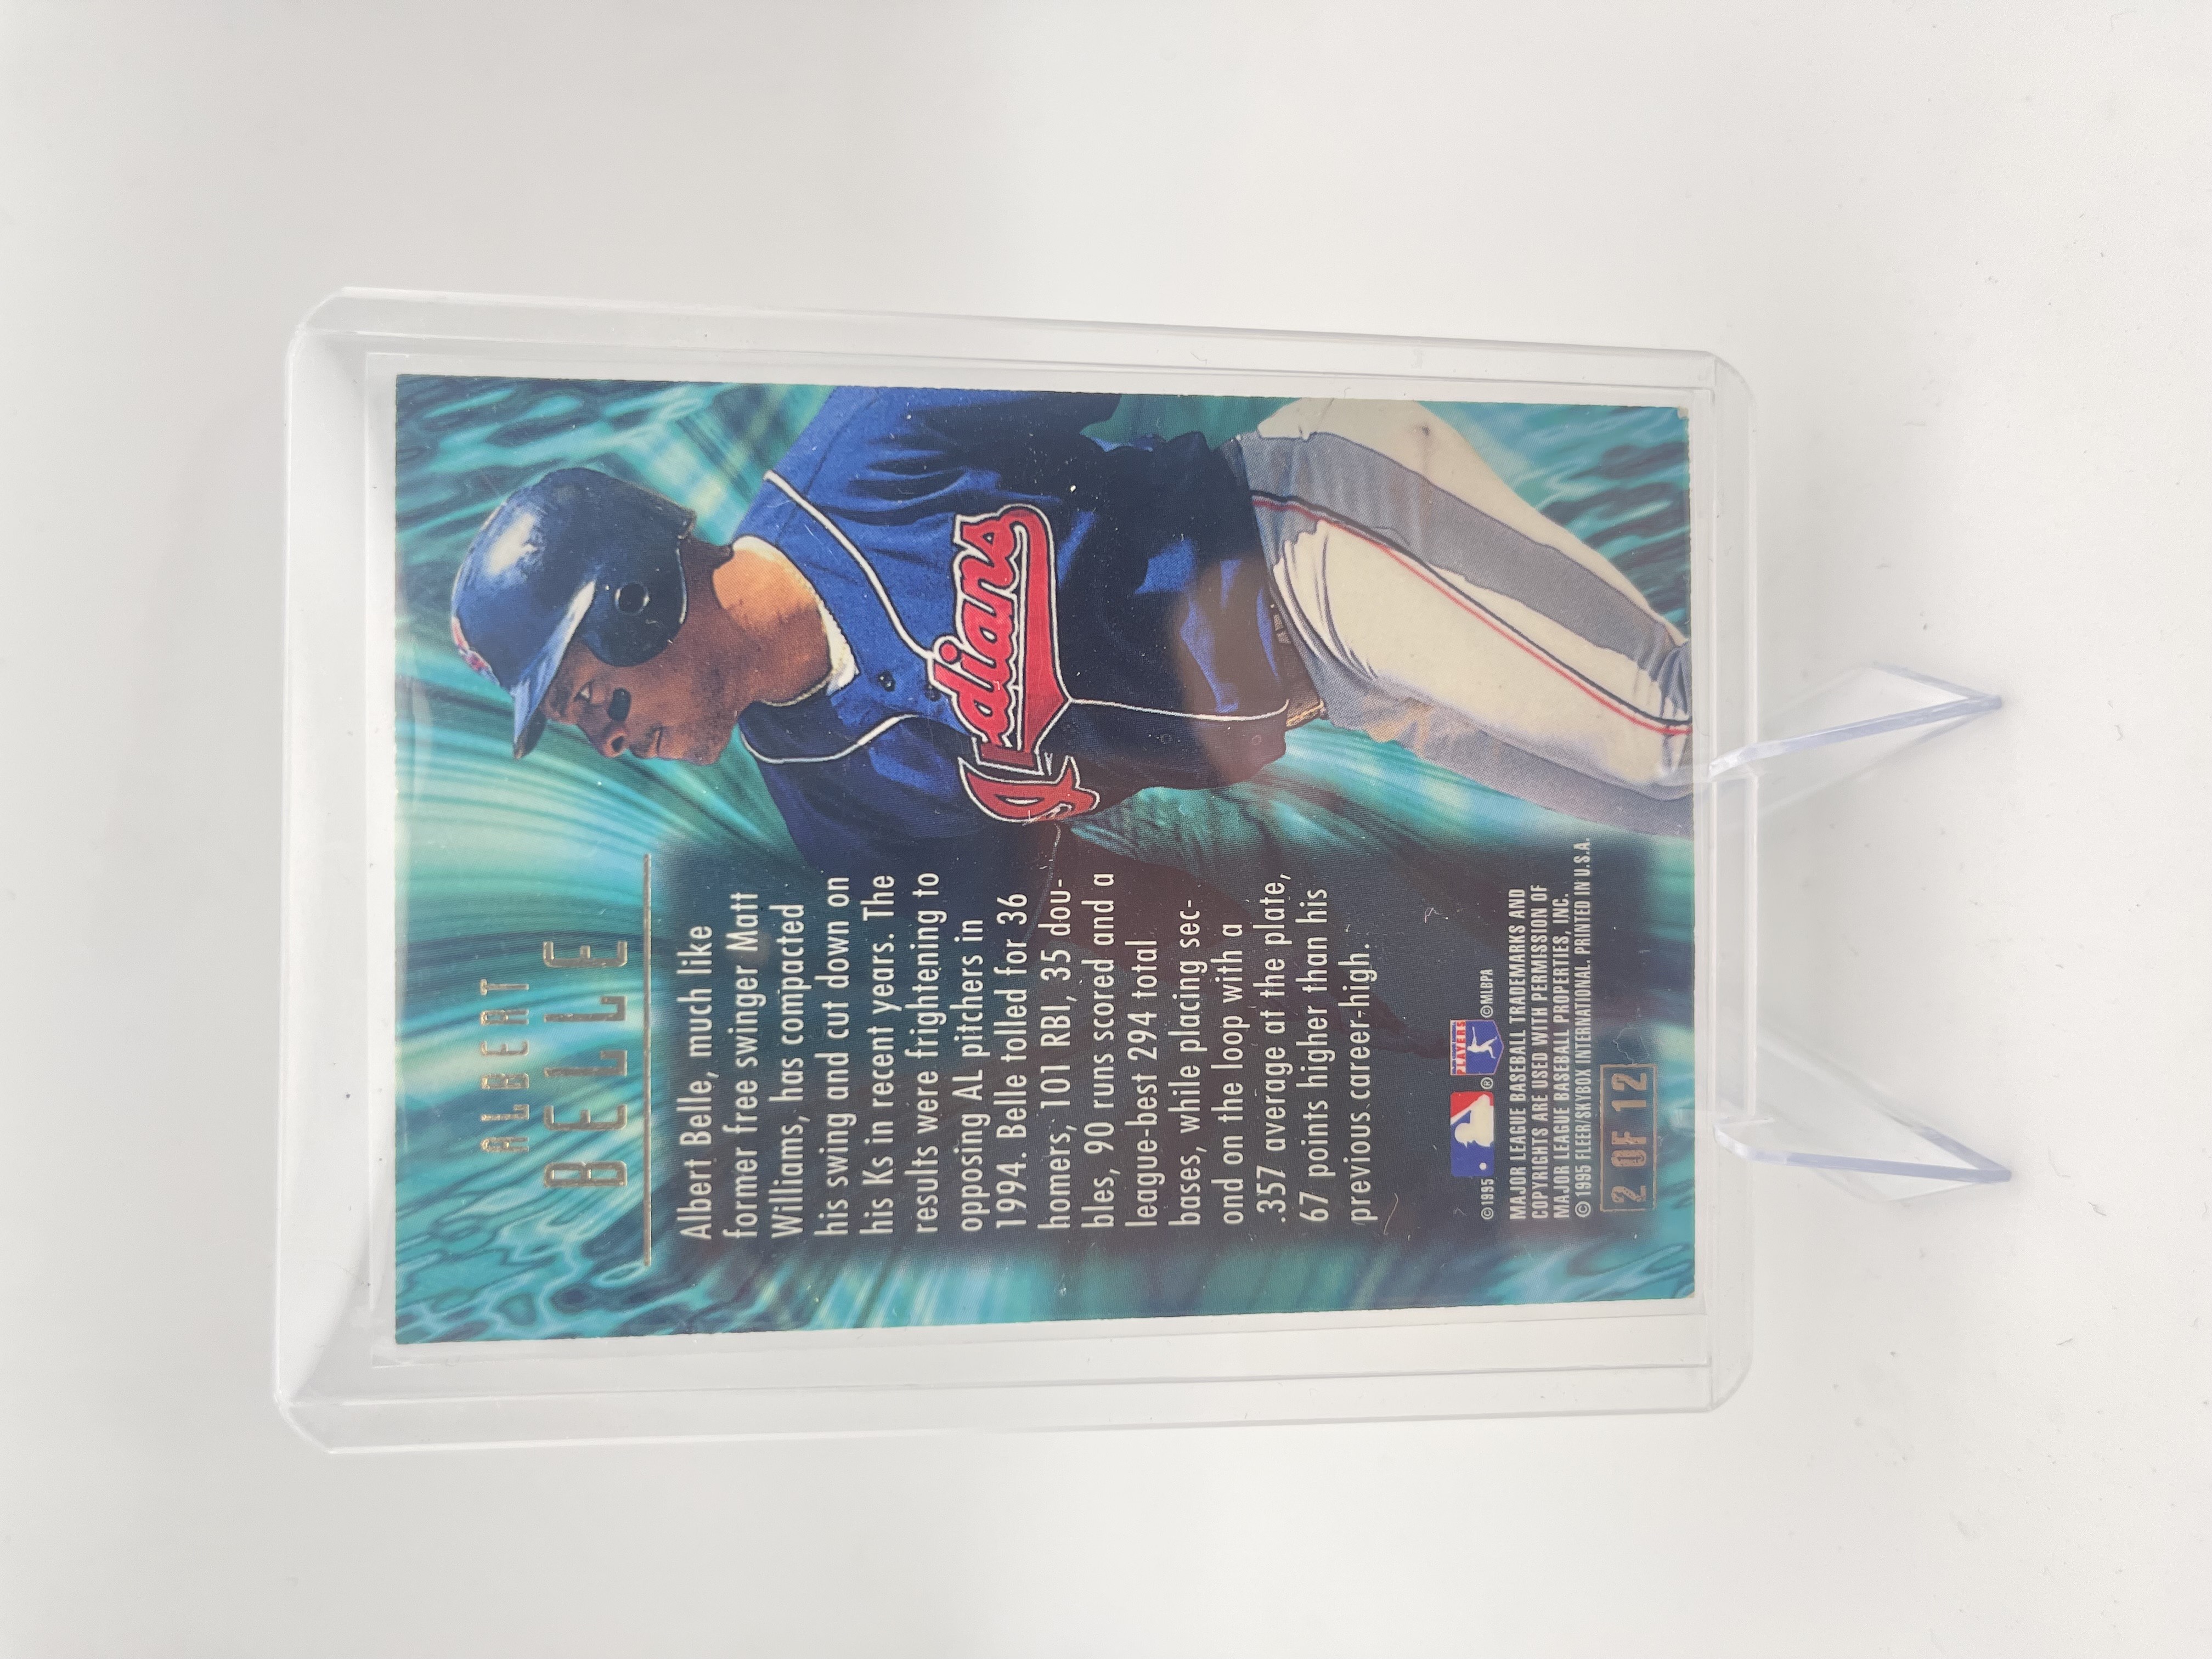 ALBERT
BELLE
Albert Belle, much like
former free swinger Matt
Williams, has compacted
his swing and cut down on
his Ks in recent years. The
results were frightening to
opposing AL pitchers in
1994. Belle tolled for 36
homers, 101 RBI, 35 dou-
bles, 90 runs scored and a
league-best 294 total
bases, while placing sec-
ond on the loop with a
.357 average at the plate,
67 points higher than his
previous career-high.
Indians
MAJOR LEAGUE BASEBALL
PLAYERS
©1995 ® ©MLBPA
MAJOR LEAGUE BASEBALL TRADEMARKS AND
COPYRIGHTS ARE USED WITH PERMISSION OF
MAJOR LEAGUE BASEBALL PROPERTIES, INC.
© 1995 FLEER/SKYBOX INTERNATIONAL. PRINTED IN U.S.A.
2 OF 12